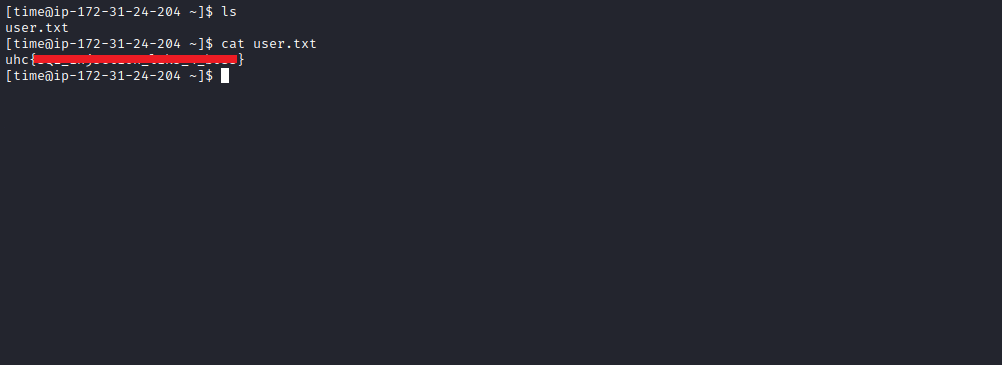 [time@ip-172-31-24-204 ~]$ ls
user.txt
[time@ip-172-31-24-204 ~]$ cat user.txt
uhc{}
[time@ip-172-31-24-204 ~]$